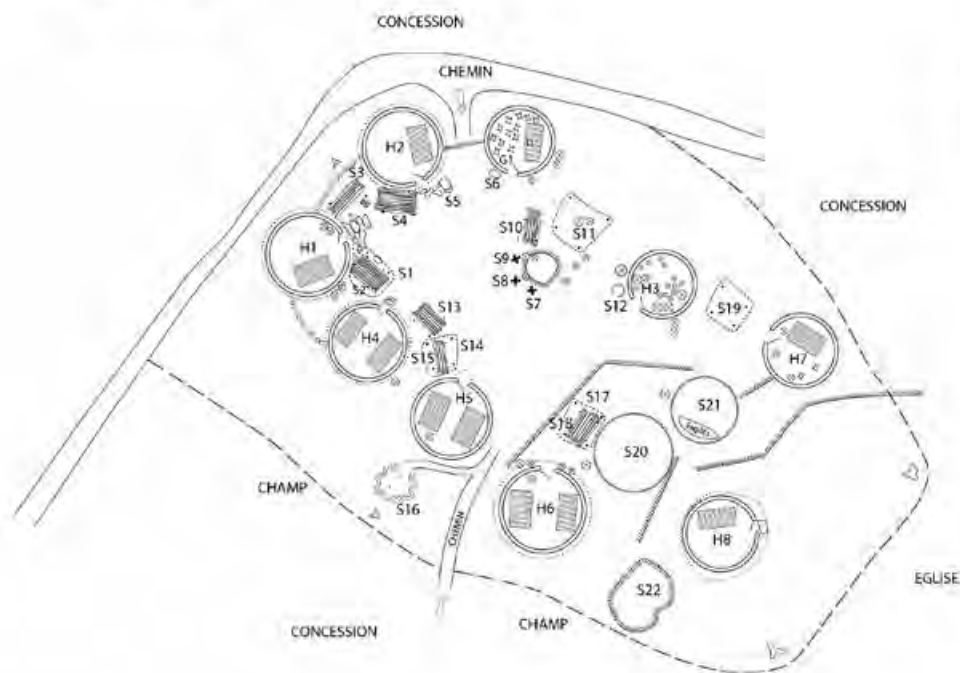 CONCESSION
CHEMIN
H2
G
S6
S3
S5
S4
CONCESSION
S10
S11
H1
S9
S1
S2
S8
H3
S7
S12
S13
S19
H4
S15
S14
H7
S17
S21
H5
S18
S20
CHAMP
S16
H6
H8
CHEMIN
EGLISE
S22
CHAMP
CONCESSION